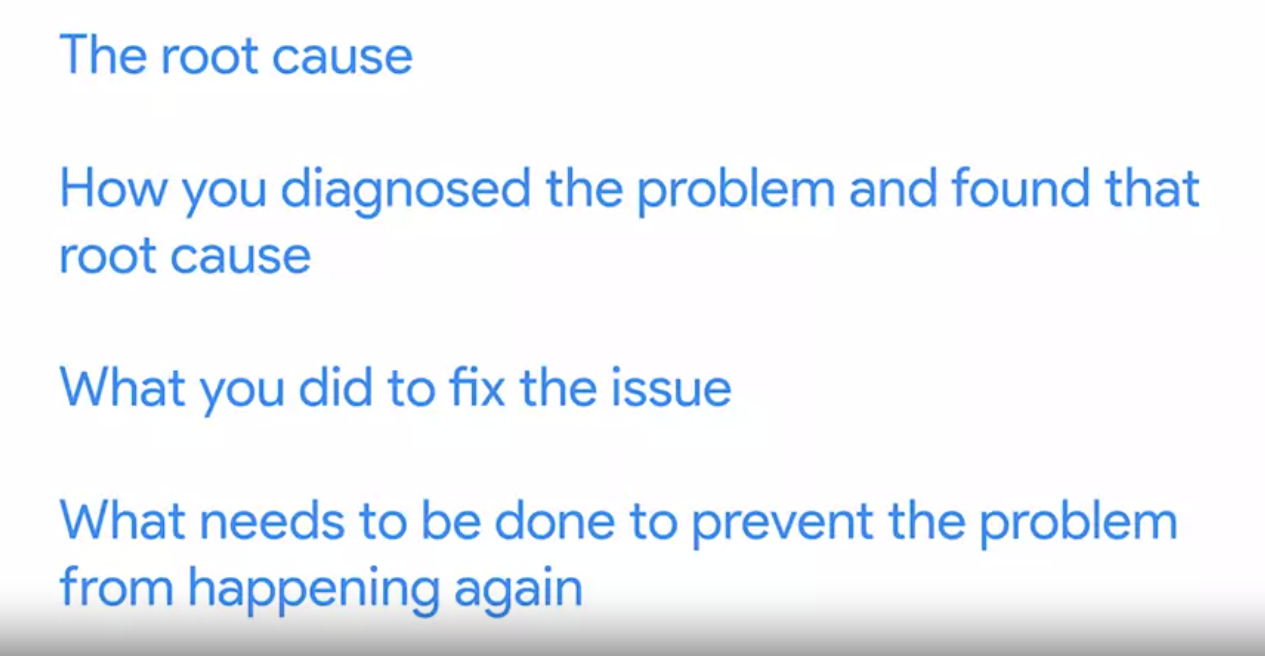 The root cause
How you diagnosed the problem and found that
root cause
What you did to fix the issue
What needs to be done to prevent the problem
from happening again